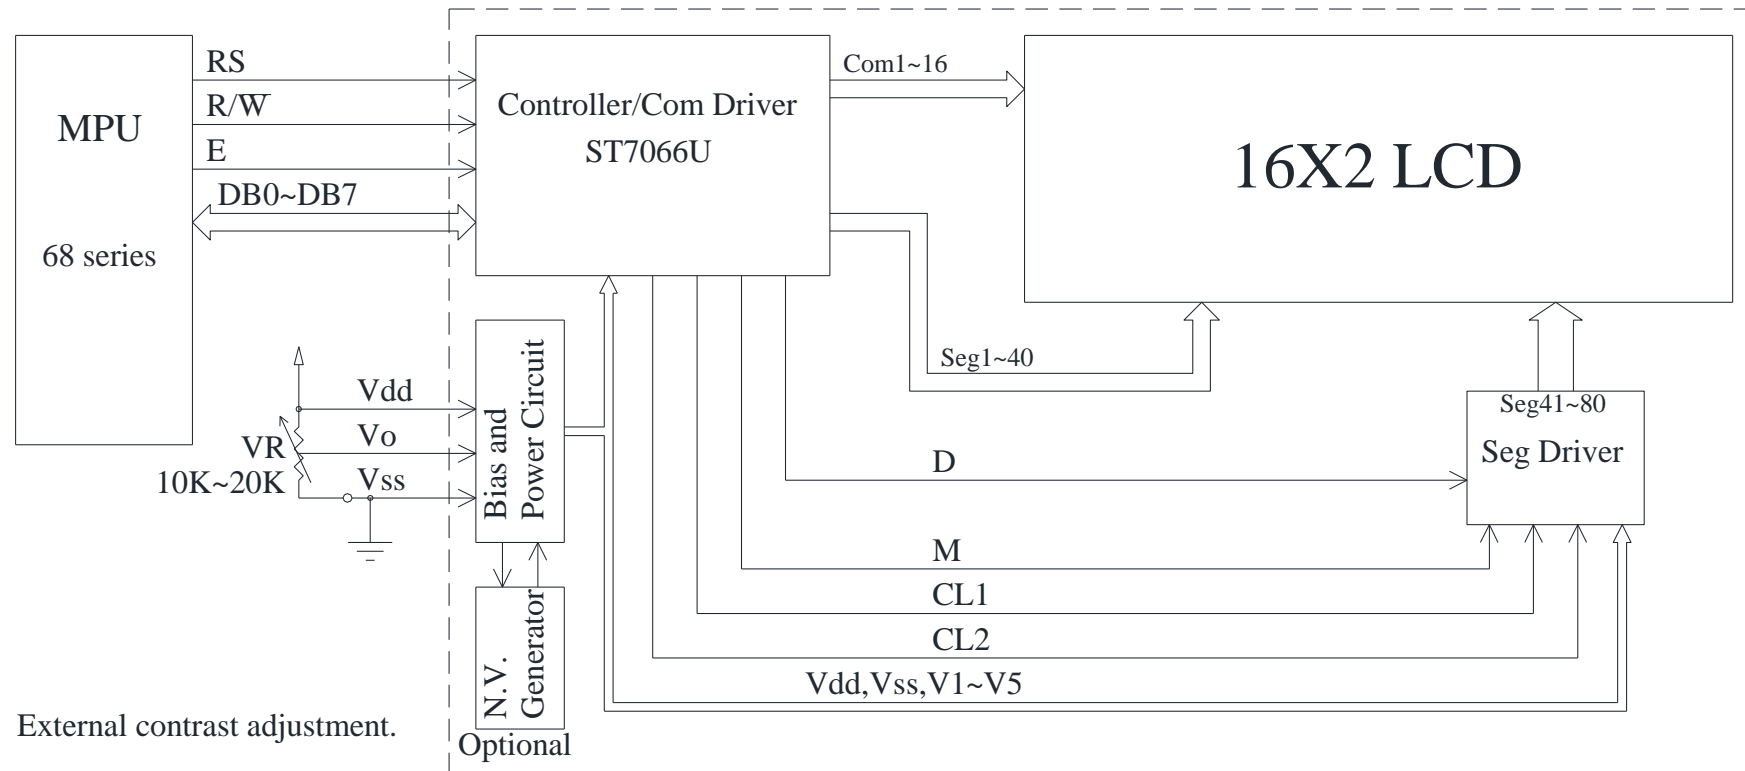 MPU
68 series
RS
R/W̅
E
DB0~DB7
Controller/Com Driver
ST7066U
Com1~16
16X2 LCD
Seg1~40
Seg41~80
Seg Driver
Vdd
Vo
Vss
VR
10K~20K
Bias and
Power Circuit
D
M
CL1
CL2
Vdd,Vss,V1~V5
N.V.
Generator
Optional
External contrast adjustment.